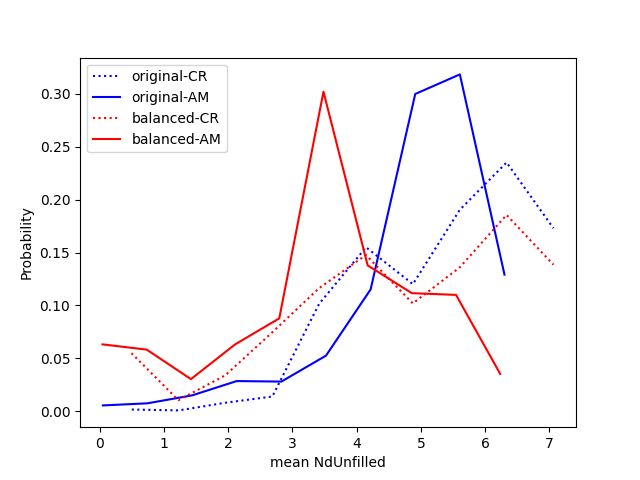 original-CR
original-AM
balanced-CR
balanced-AM
Probability
0.30
0.25
0.20
0.15
0.10
0.05
0.00
0 1 2 3 4 5 6 7
mean NdUnfilled